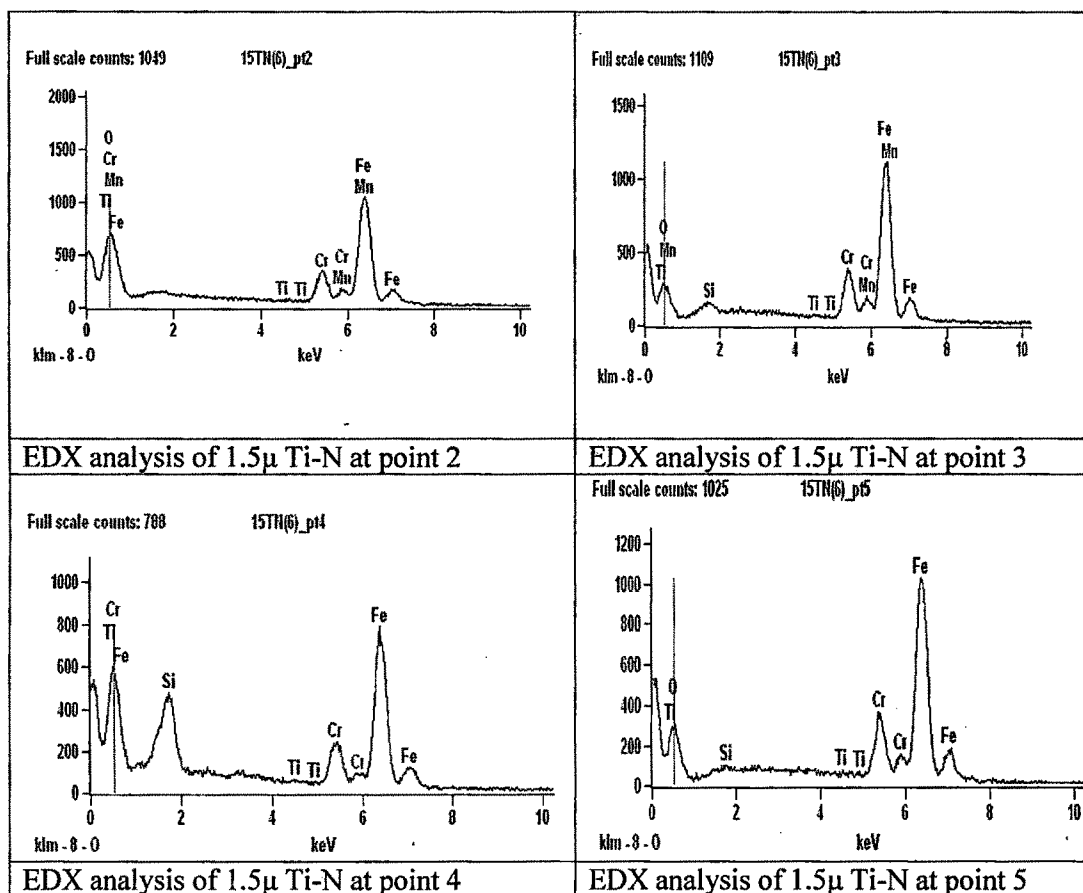 Full scale counts: 1049 15TN(6)_pt2
2000
1500
1000
500
0
O
Cr
Mn
Ti
Fe
Ti Ti
Cr
Cr
Mn
Fe
Mn
Fe
0 2 4 6 8 10
klm - 8 - O keV
EDX analysis of 1.5μ Ti-N at point 2
Full scale counts: 1109 15TN(6)_pt3
1500
1000
500
0
O
Mn
Ti
Si
Ti Ti
Cr
Cr
Mn
Fe
Mn
Fe
0 2 4 6 8 10
klm - 8 - O keV
EDX analysis of 1.5μ Ti-N at point 3
Full scale counts: 788 15TN(6)_pt4
1000
800
600
400
200
0
Cr
Ti
Fe
Si
Ti Ti
Cr
Cr
Fe
Fe
0 2 4 6 8 10
klm - 8 - O keV
EDX analysis of 1.5μ Ti-N at point 4
Full scale counts: 1025 15TN(6)_pt5
1200
1000
800
600
400
200
0
O
Ti
Si
Ti Ti
Cr
Cr
Fe
Fe
0 2 4 6 8 10
klm - 8 - O keV
EDX analysis of 1.5μ Ti-N at point 5